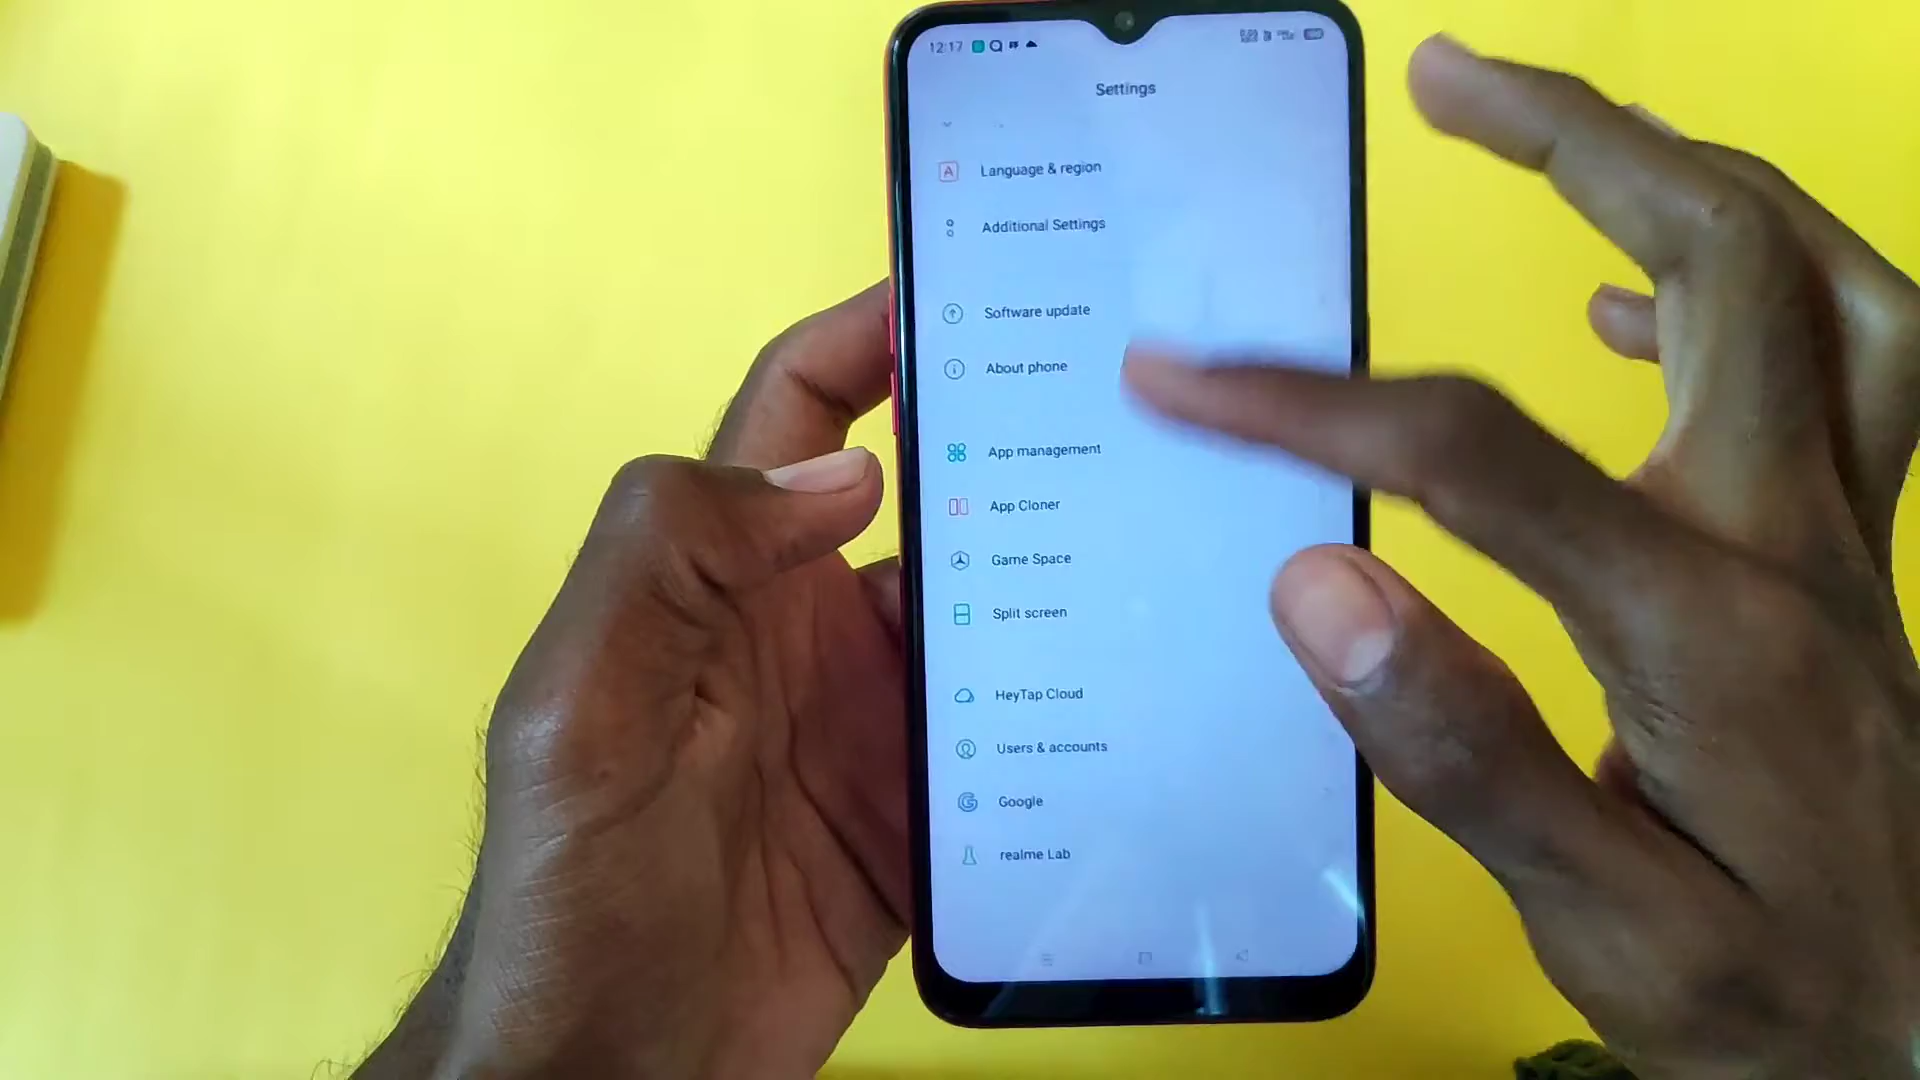 12:17
Settings
Language & region
Additional Settings
Software update
About phone
App management
App Cloner
Game Space
Split screen
HeyTap Cloud
Users & accounts
Google
realme Lab